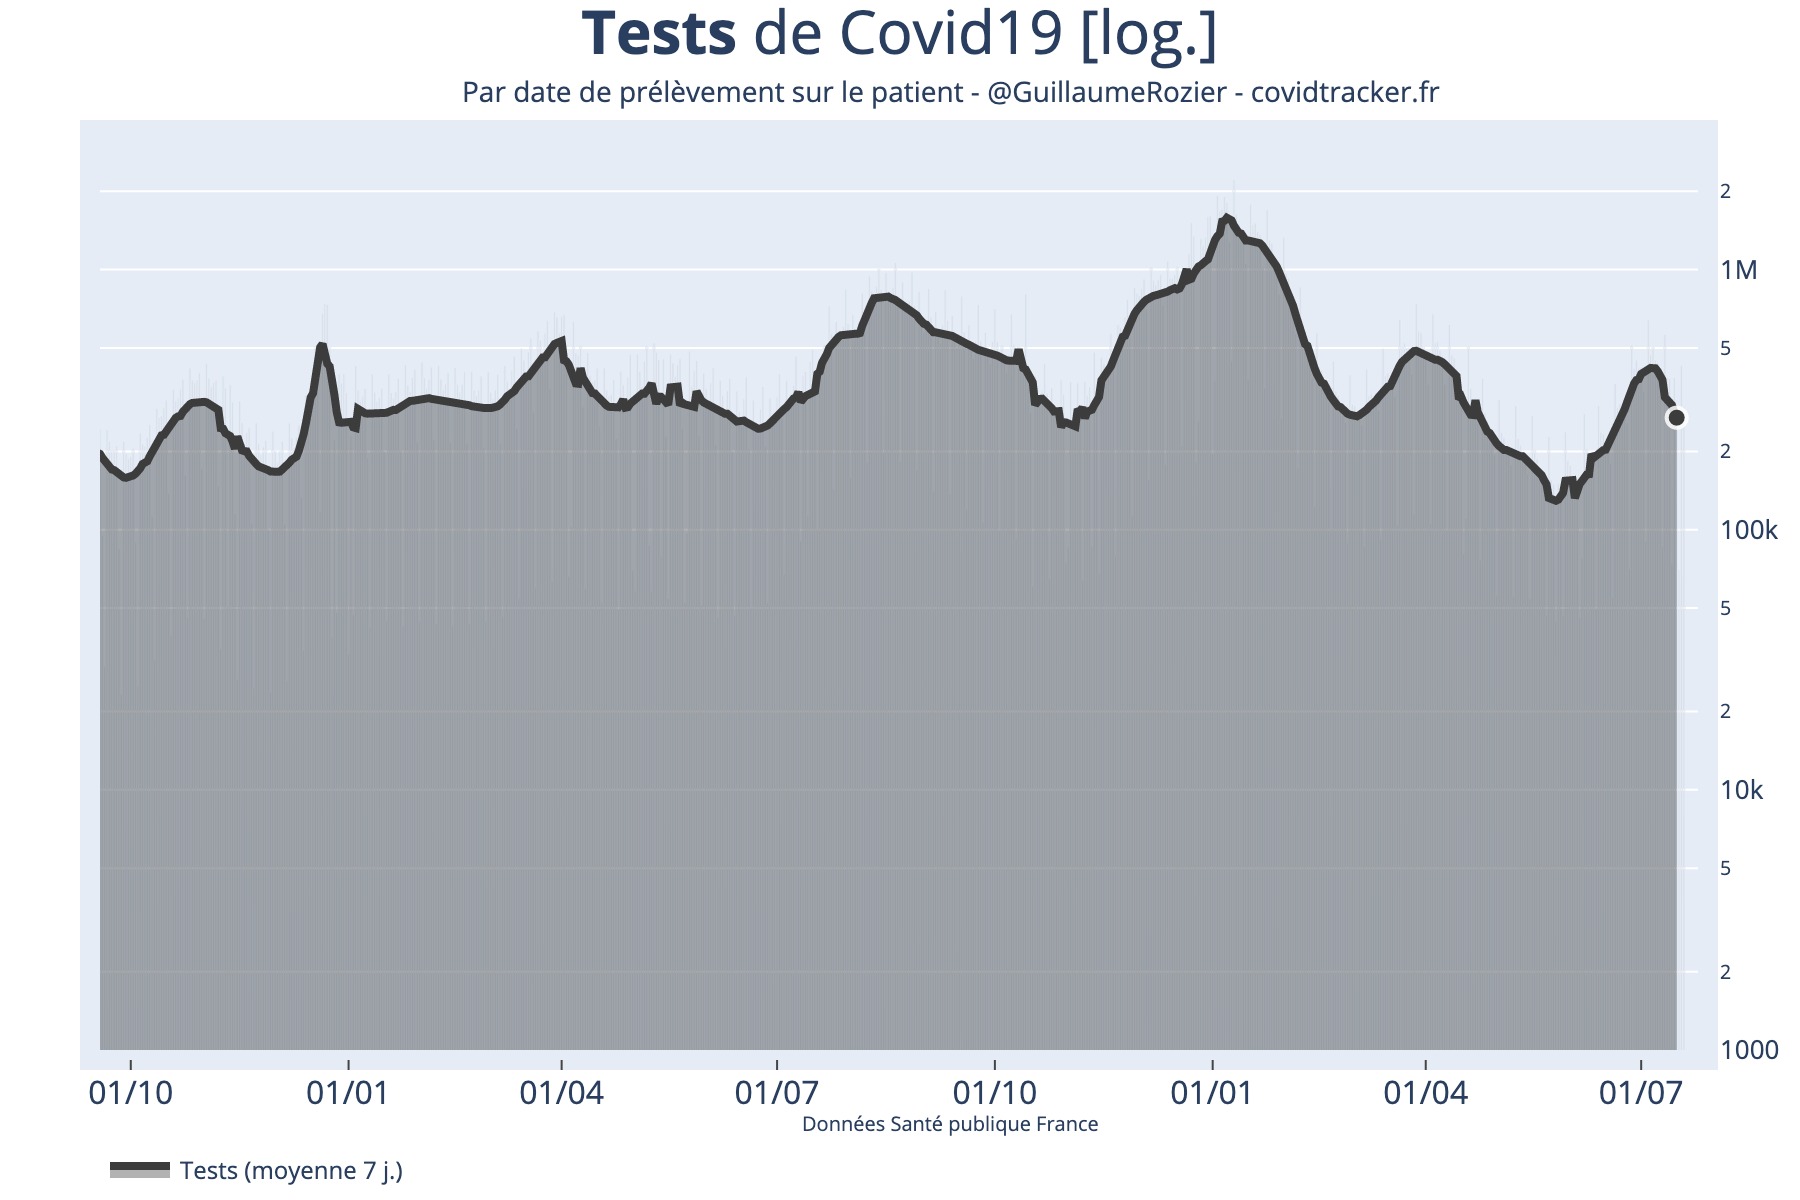 Tests de Covid19 [log.]
Par date de prélèvement sur le patient - @GuillaumeRozier - covidtracker.fr
2
1M
5
2
100k
5
2
10k
5
2
1000
01/10 01/01 01/04 01/07 01/10 01/01 01/04 01/07
Données Santé publique France
Tests (moyenne 7 j.)